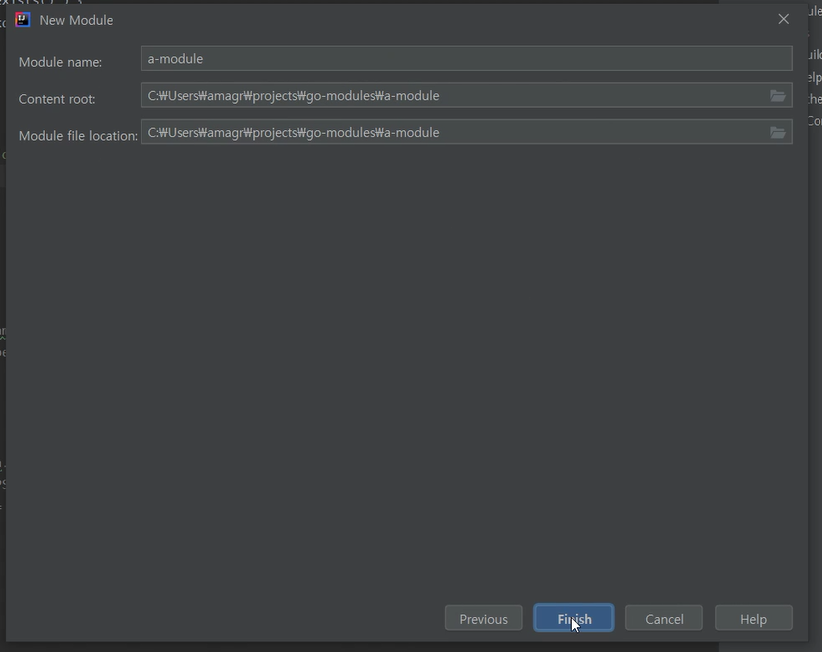 New Module
Module name: a-module
Content root: C:₩Users₩amagr₩projects₩go-modules₩a-module
Module file location: C:₩Users₩amagr₩projects₩go-modules₩a-module
Previous Finish Cancel Help